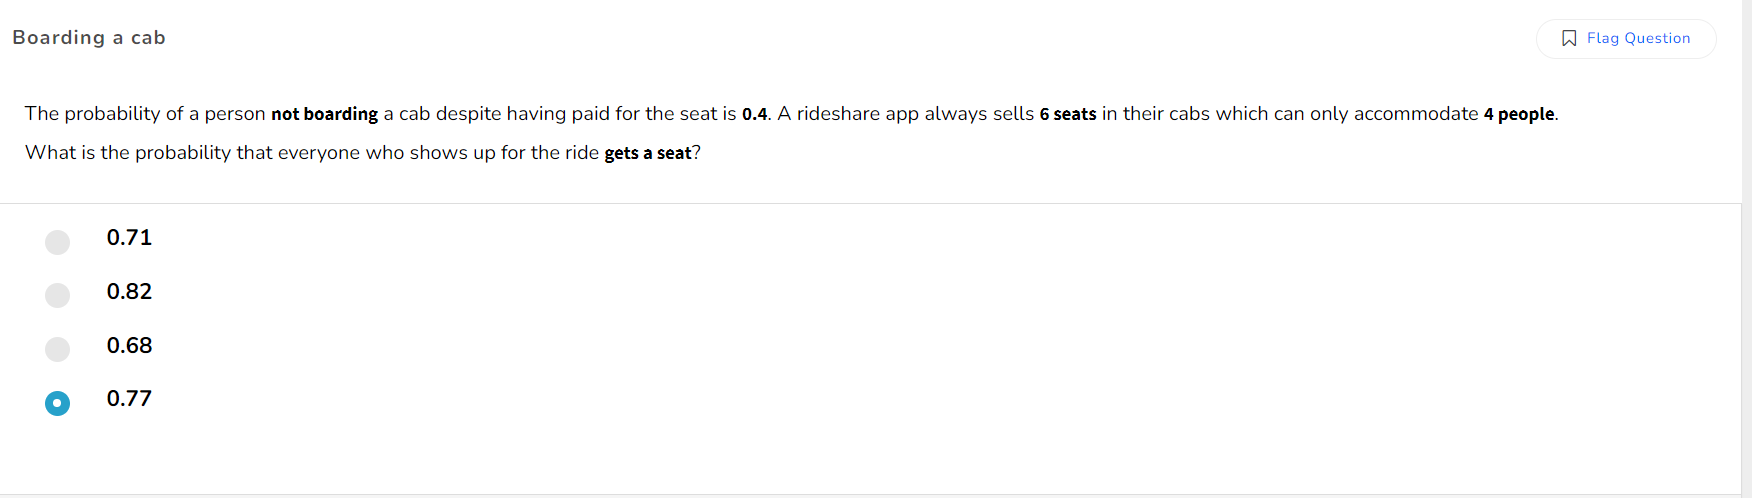 Boarding a cab
Flag Question
The probability of a person not boarding a cab despite having paid for the seat is 0.4. A rideshare app always sells 6 seats in their cabs which can only accommodate 4 people.
What is the probability that everyone who shows up for the ride gets a seat?
0.71
0.82
0.68
0.77